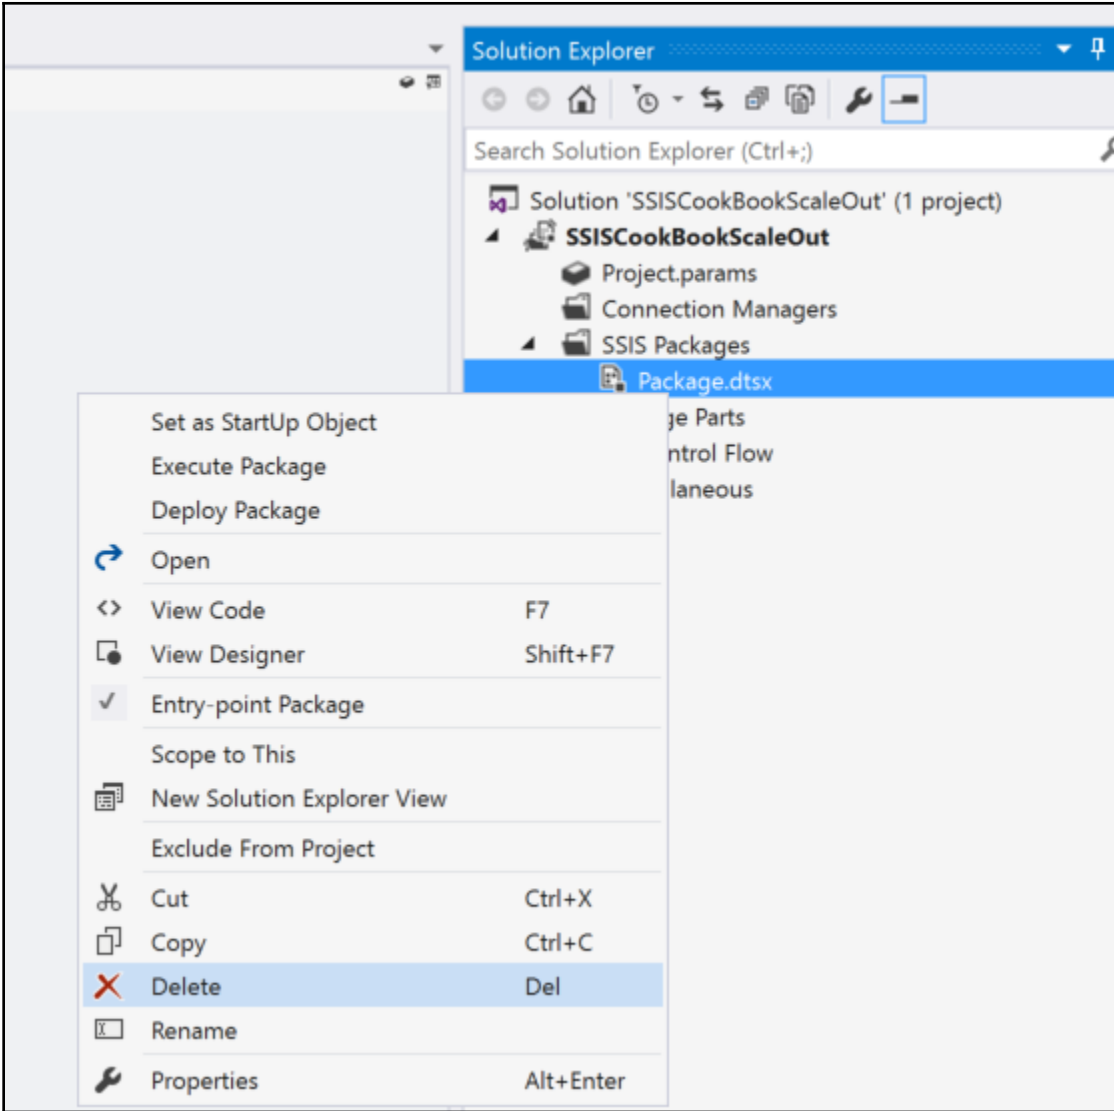 Solution Explorer
Search Solution Explorer (Ctrl+;)
Solution 'SSISCookBookScaleOut' (1 project)
SSISCookBookScaleOut
Project.params
Connection Managers
SSIS Packages
Package.dtsx
ge Parts
ntrol Flow
laneous
Set as StartUp Object
Execute Package
Deploy Package
Open
View Code F7
View Designer Shift+F7
Entry-point Package
Scope to This
New Solution Explorer View
Exclude From Project
Cut Ctrl+X
Copy Ctrl+C
Delete Del
Rename
Properties Alt+Enter